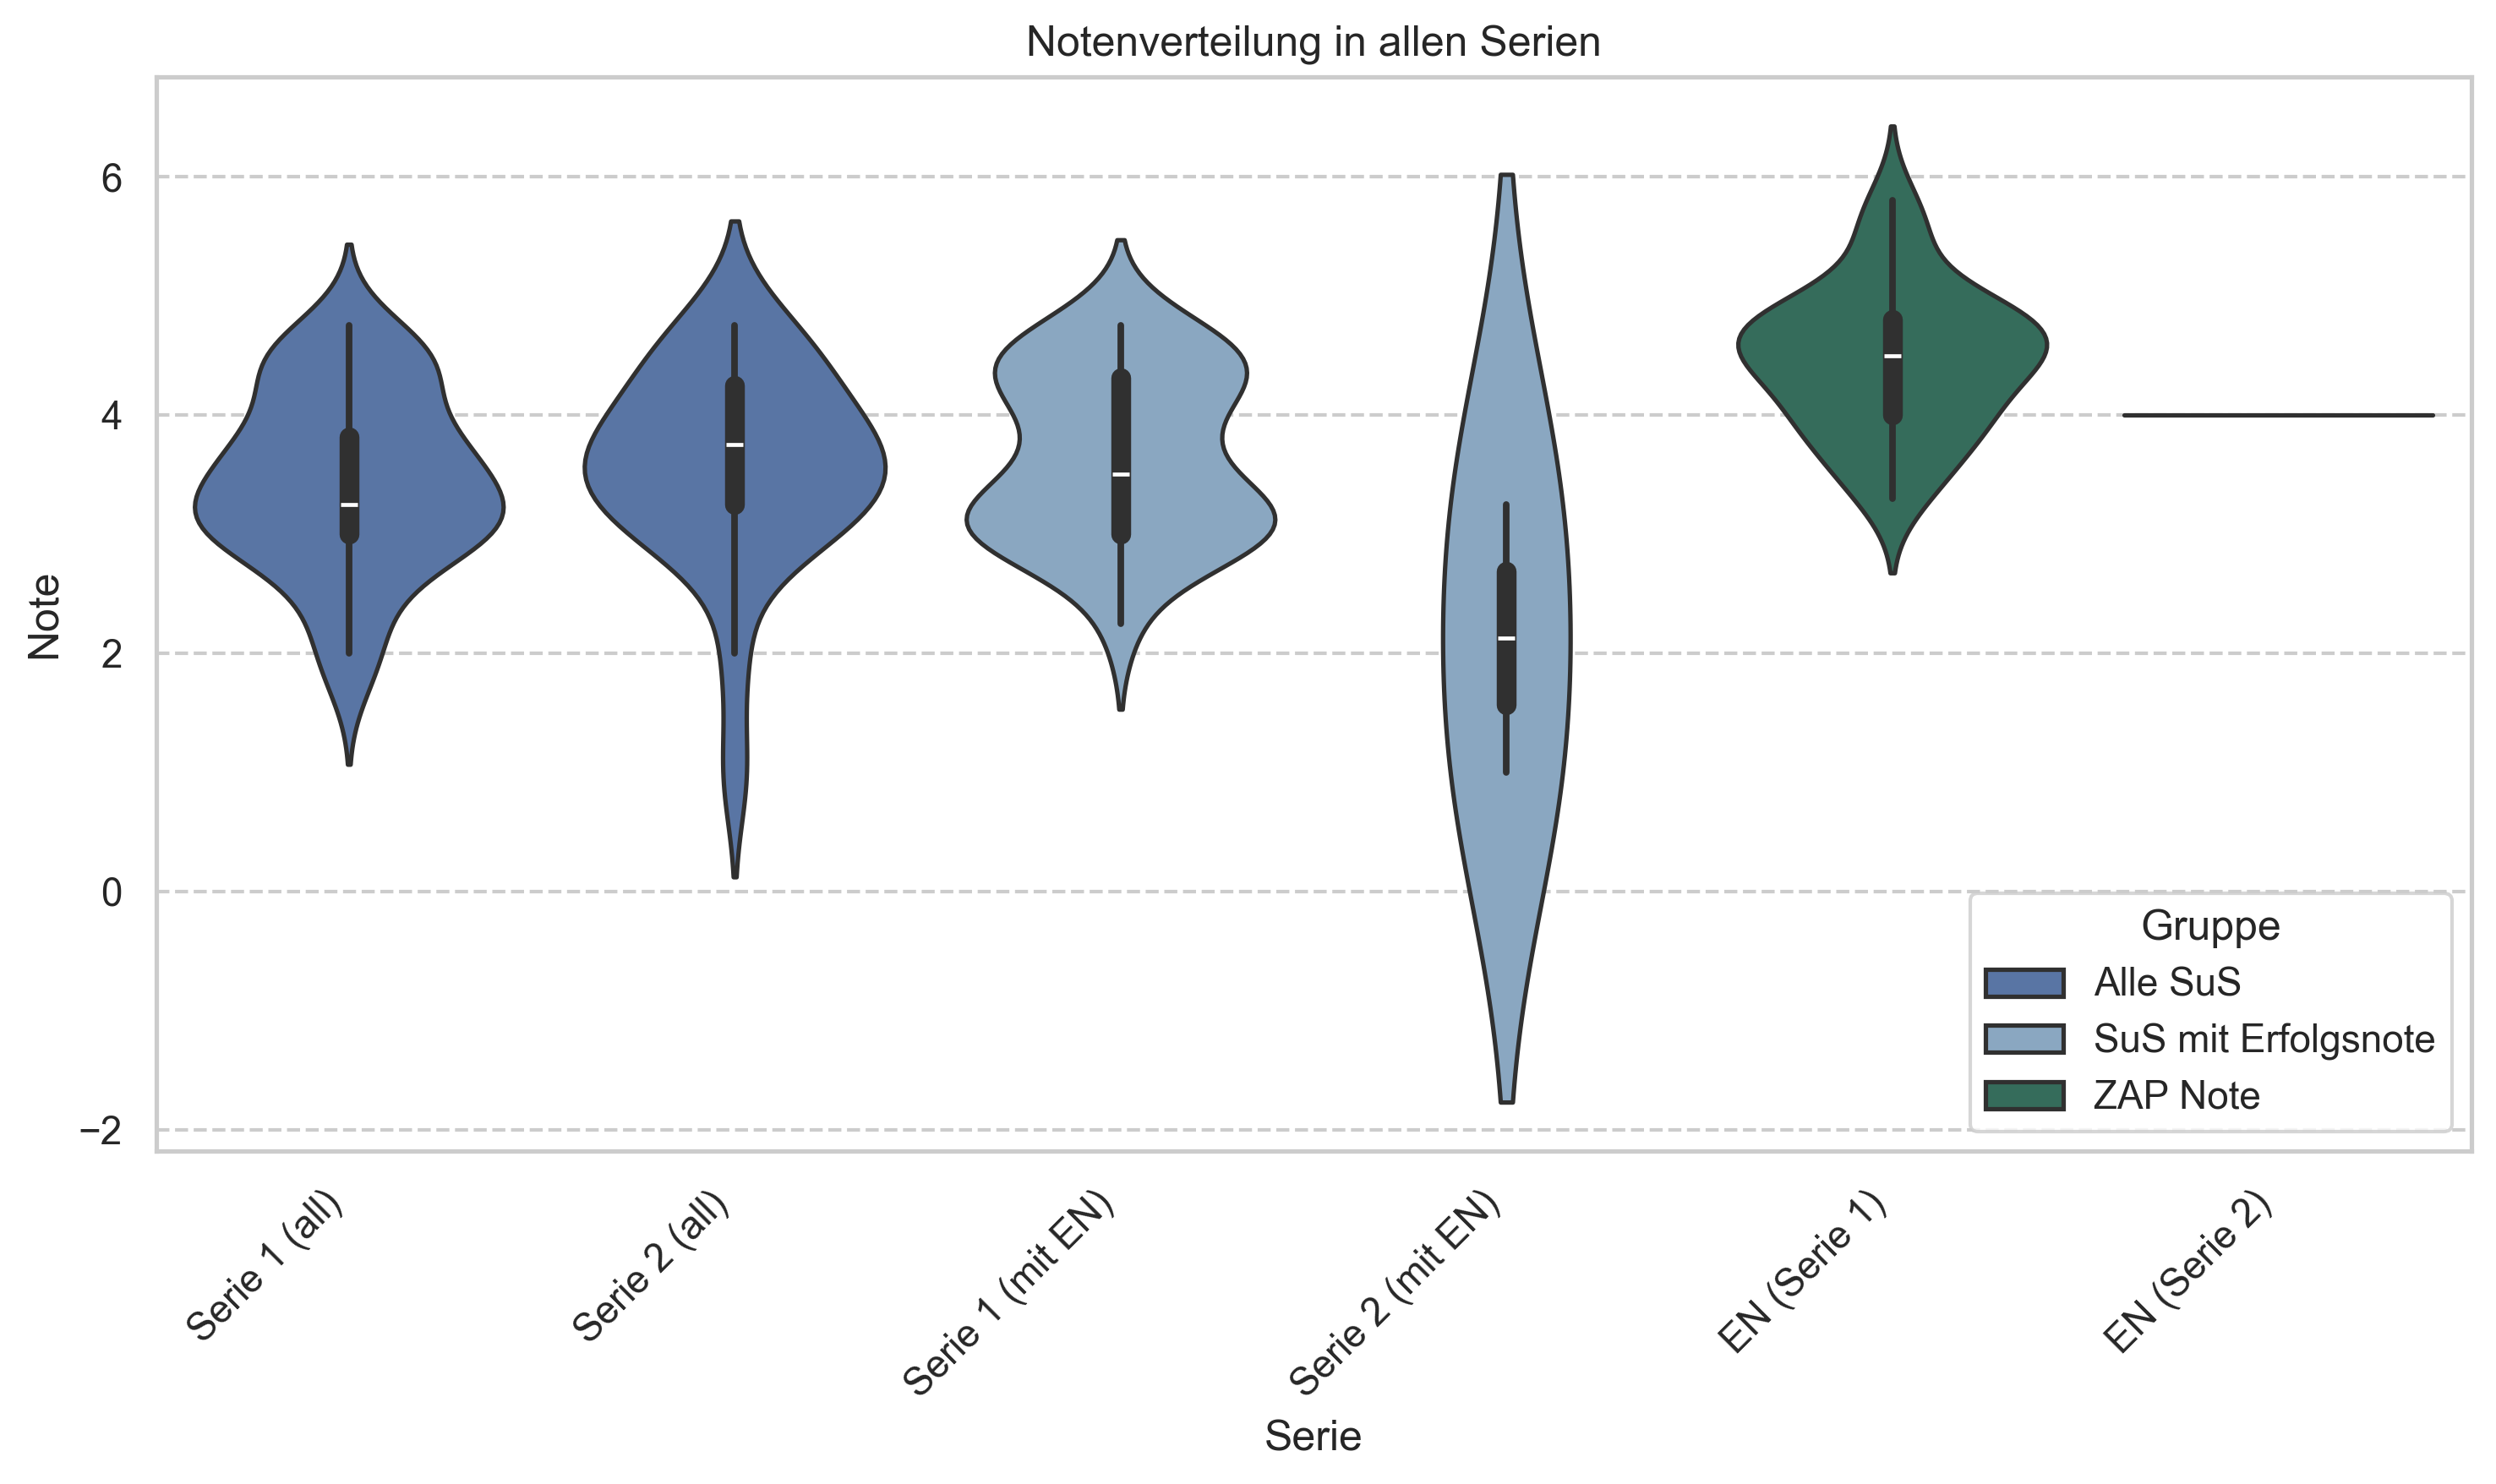 Notenverteilung in allen Serien
Note
6
4
2
0
−2
Gruppe
Alle SuS
SuS mit Erfolgsnote
ZAP Note
Serie 1 (all)
Serie 2 (all)
Serie 1 (mit EN)
Serie 2 (mit EN)
EN (Serie 1)
EN (Serie 2)
Serie